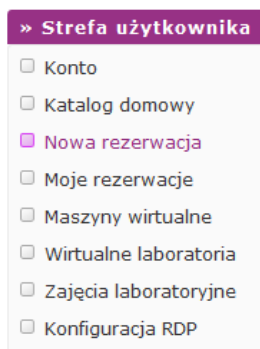 » Strefa użytkownika
Konto
Katalog domowy
Nowa rezerwacja
Moje rezerwacje
Maszyny wirtualne
Wirtualne laboratoria
Zajęcia laboratoryjne
Konfiguracja RDP